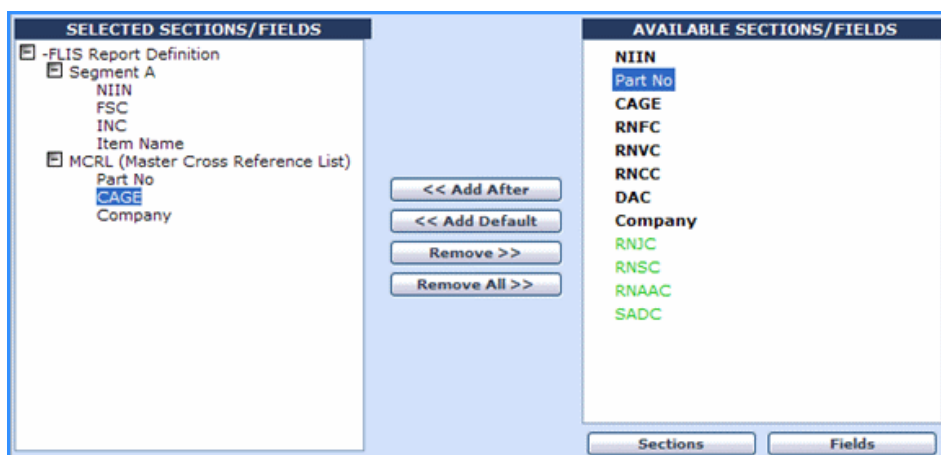 SELECTED SECTIONS/FIELDS
-FLIS Report Definition
Segment A
NIIN
FSC
INC
Item Name
MCRL (Master Cross Reference List)
Part No
CAGE
Company
<< Add After
<< Add Default
Remove >>
Remove All >>
AVAILABLE SECTIONS/FIELDS
NIIN
Part No
CAGE
RNFC
RNVC
RNCC
DAC
Company
RNJC
RNSC
RNAAC
SADC
Sections
Fields